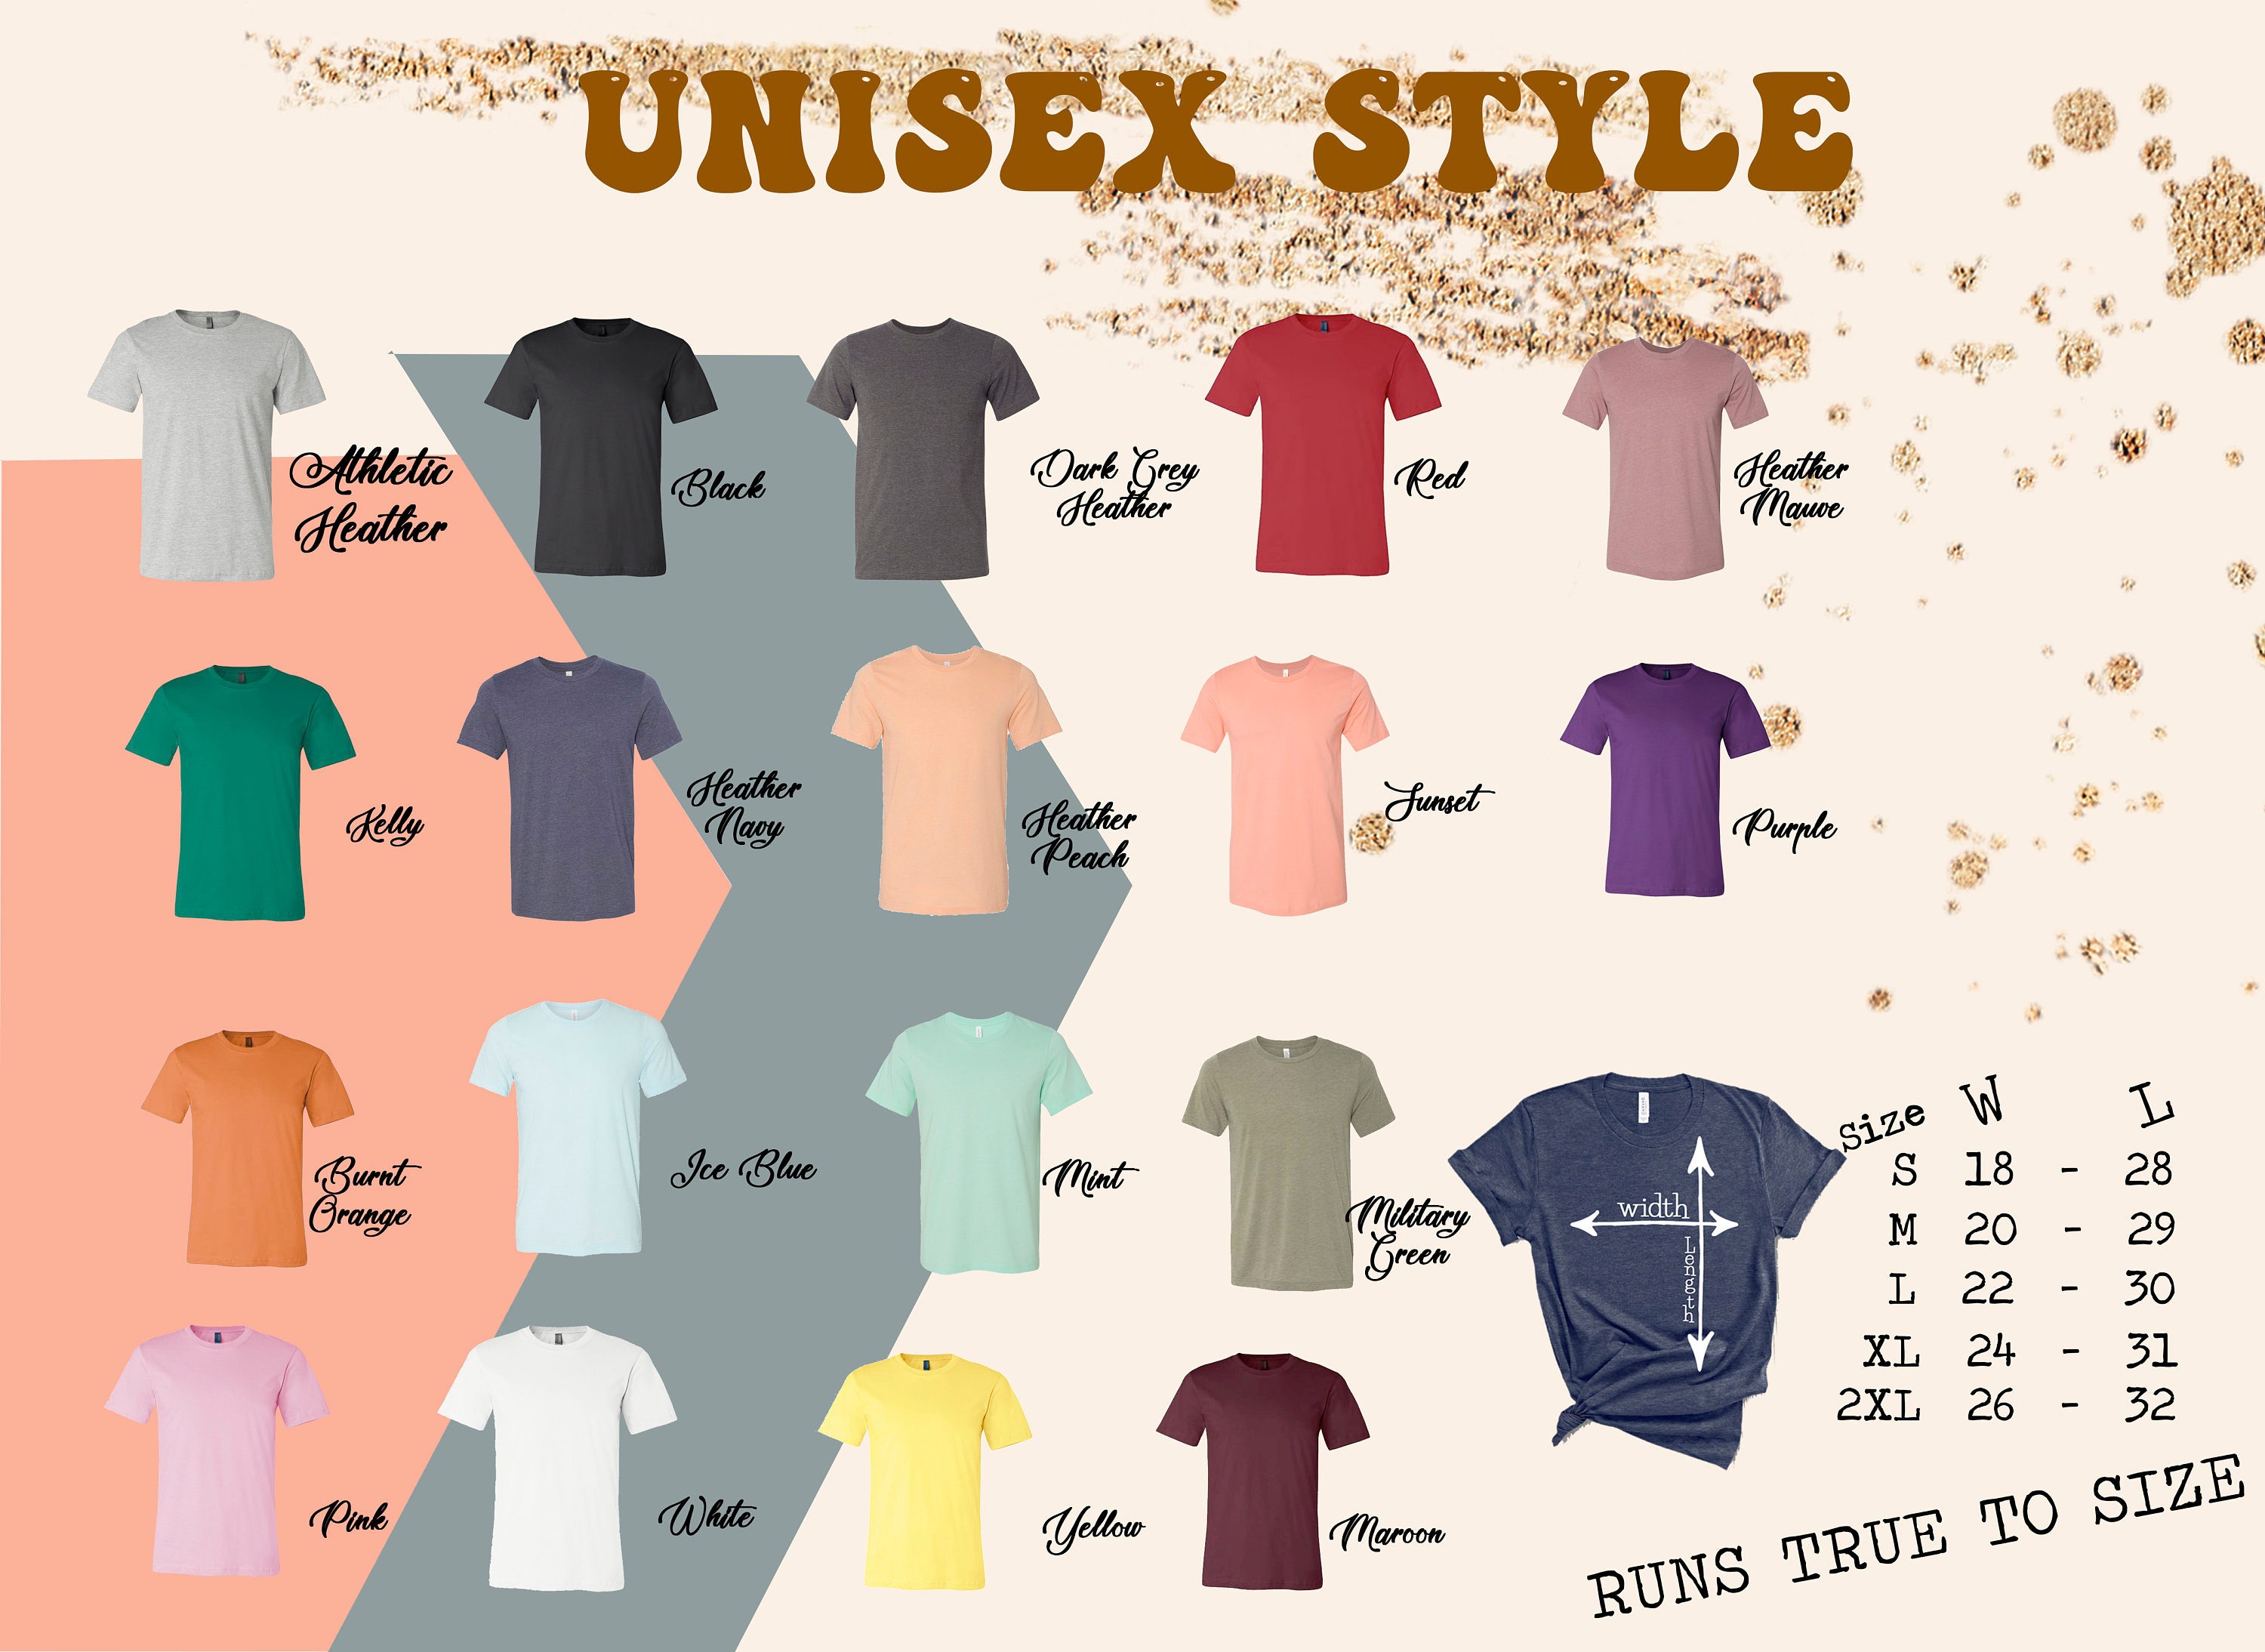 UNISEX STYLE
Athletic
Heather
Black
Dark Grey
Heather
Red
Heather
Mauve
Kelly
Heather
Navy
Heather
Peach
Sunset
Purple
Burnt
Orange
Ice Blue
Mint
Military
Green
Pink
White
Yellow
Maroon
width
Length
Size W L
S 18 - 28
M 20 - 29
L 22 - 30
XL 24 - 31
2XL 26 - 32
RUNS TRUE TO SIZE